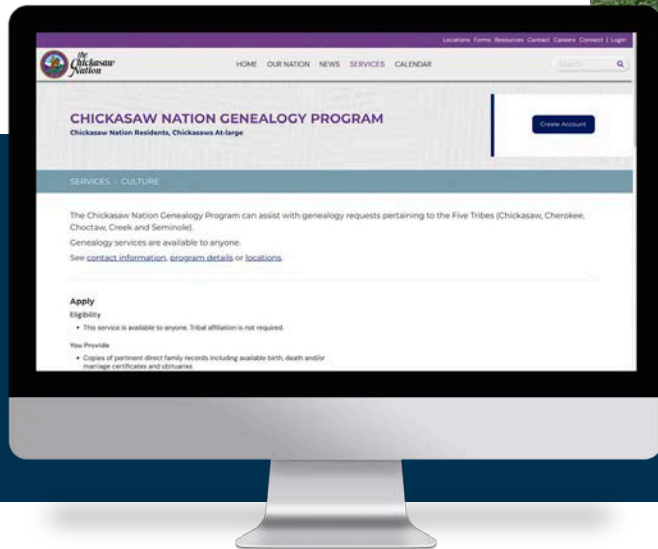 Locations Forms Resources Contact Careers Connect | Login
the
Chickasaw
Nation
HOME OUR NATION NEWS SERVICES CALENDAR
Search
CHICKASAW NATION GENEALOGY PROGRAM
Chickasaw Nation Residents, Chickasaws At-large
Create Account
SERVICES - CULTURE
The Chickasaw Nation Genealogy Program can assist with genealogy requests pertaining to the Five Tribes (Chickasaw, Cherokee,
Choctaw, Creek and Seminole).
Genealogy services are available to anyone.
See contact information, program details or locations.
Apply
Eligibility
• This service is available to anyone. Tribal affiliation is not required.
You Provide
• Copies of pertinent direct family records including available birth, death and/or
marriage certificates and obituaries